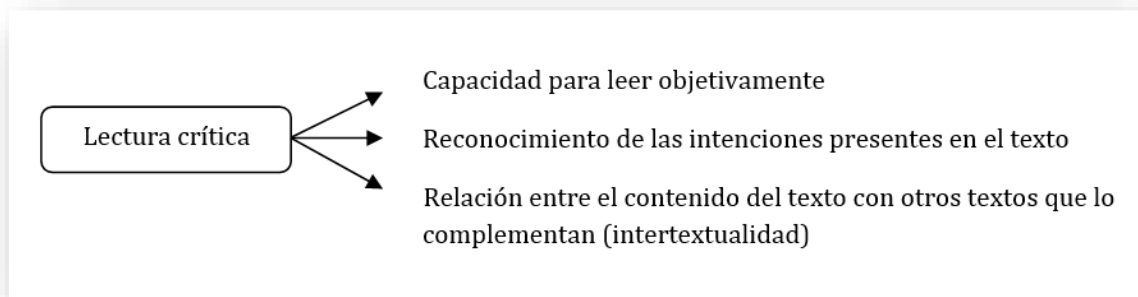 Capacidad para leer objetivamente
Lectura crítica
Reconocimiento de las intenciones presentes en el texto
Relación entre el contenido del texto con otros textos que lo
complementan (intertextualidad)